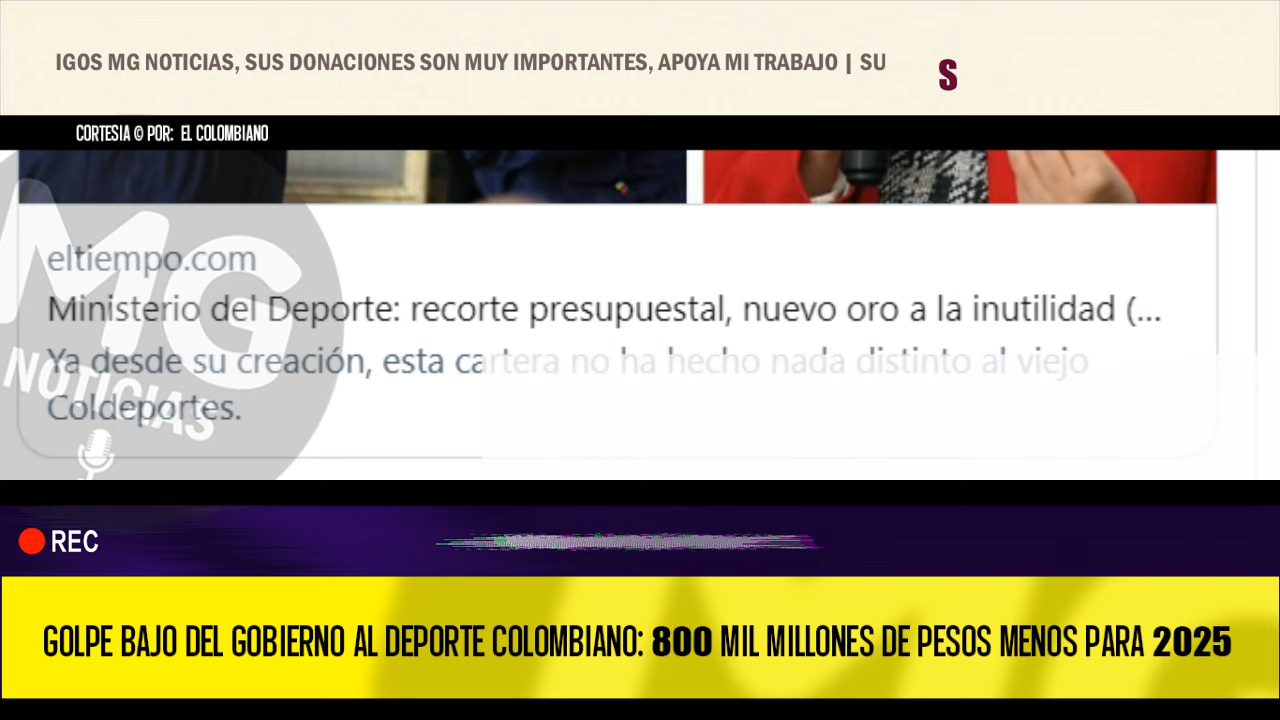 IGOS MG NOTICIAS, SUS DONACIONES SON MUY IMPORTANTES, APOYA MI TRABAJO | SU
S
CORTESIA © POR: EL COLOMBIANO
eltiempo.com
Ministerio del Deporte: recorte presupuestal, nuevo oro a la inutilidad (...
Ya desde su creación, esta cartera no ha hecho nada distinto al viejo
Coldeportes.
MG
NOTICIAS
REC
GOLPE BAJO DEL GOBIERNO AL DEPORTE COLOMBIANO: 800 MIL MILLONES DE PESOS MENOS PARA 2025